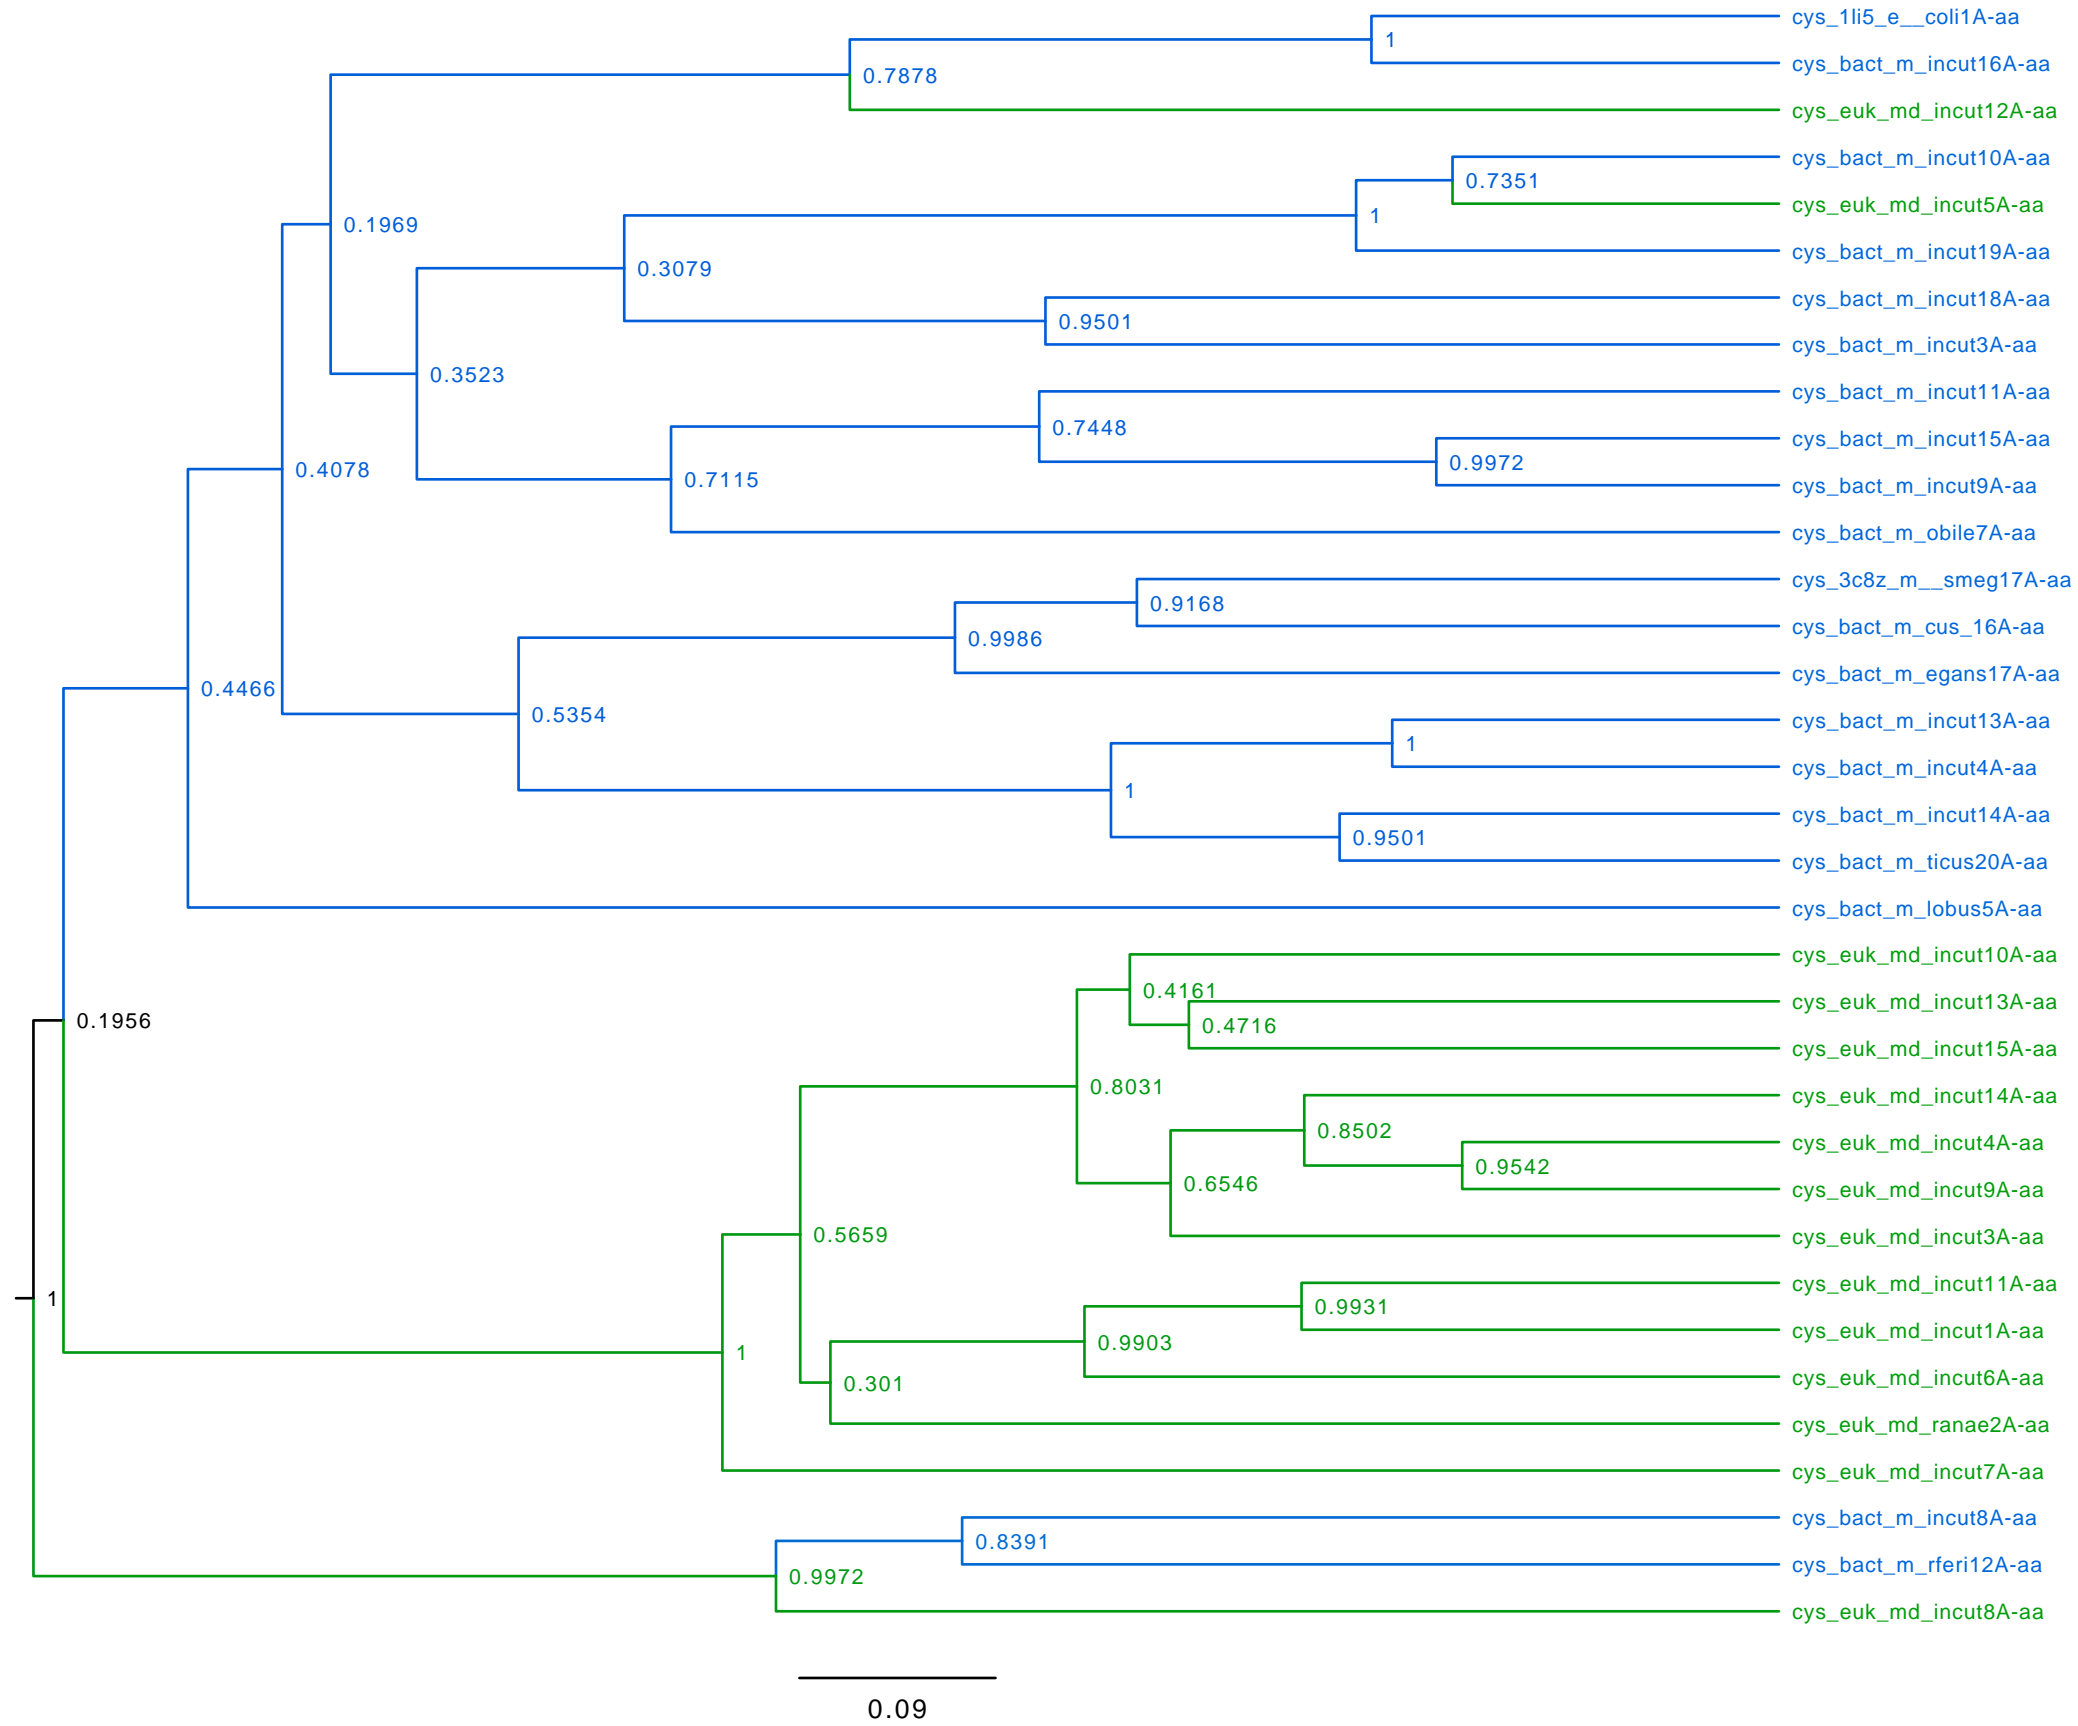 cys_1li5_e__coli1A-aa
1
cys_bact_m_incut16A-aa
0.7878
cys_euk_md_incut12A-aa
cys_bact_m_incut10A-aa
0.7351
cys_euk_md_incut5A-aa
1
0.1969
cys_bact_m_incut19A-aa
0.3079
cys_bact_m_incut18A-aa
0.9501
cys_bact_m_incut3A-aa
0.3523
cys_bact_m_incut11A-aa
0.7448
cys_bact_m_incut15A-aa
0.9972
0.4078
0.7115
cys_bact_m_incut9A-aa
cys_bact_m_obile7A-aa
cys_3c8z_m__smeg17A-aa
0.9168
cys_bact_m_cus_16A-aa
0.9986
cys_bact_m_egans17A-aa
0.4466
0.5354
cys_bact_m_incut13A-aa
1
cys_bact_m_incut4A-aa
1
cys_bact_m_incut14A-aa
0.9501
cys_bact_m_ticus20A-aa
cys_bact_m_lobus5A-aa
cys_euk_md_incut10A-aa
0.4161
cys_euk_md_incut13A-aa
0.1956
0.4716
cys_euk_md_incut15A-aa
0.8031
cys_euk_md_incut14A-aa
0.8502
cys_euk_md_incut4A-aa
0.9542
0.6546
cys_euk_md_incut9A-aa
0.5659
cys_euk_md_incut3A-aa
cys_euk_md_incut11A-aa
1
0.9931
cys_euk_md_incut1A-aa
0.9903
1
cys_euk_md_incut6A-aa
0.301
cys_euk_md_ranae2A-aa
cys_euk_md_incut7A-aa
cys_bact_m_incut8A-aa
0.8391
cys_bact_m_rferi12A-aa
0.9972
cys_euk_md_incut8A-aa
0.09